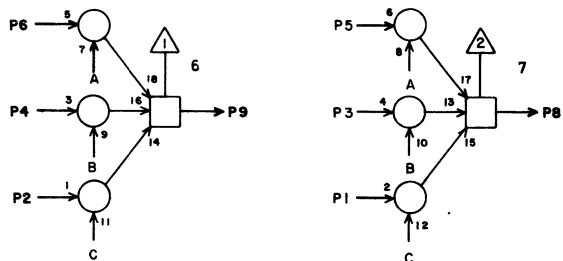 P6 5 7 A 18 1 6
P4 3 9 B 16 P9
P2 1 11 C 14
P5 6 8 A 17 2 7
P3 4 10 B 13 P8
P1 2 12 C 15